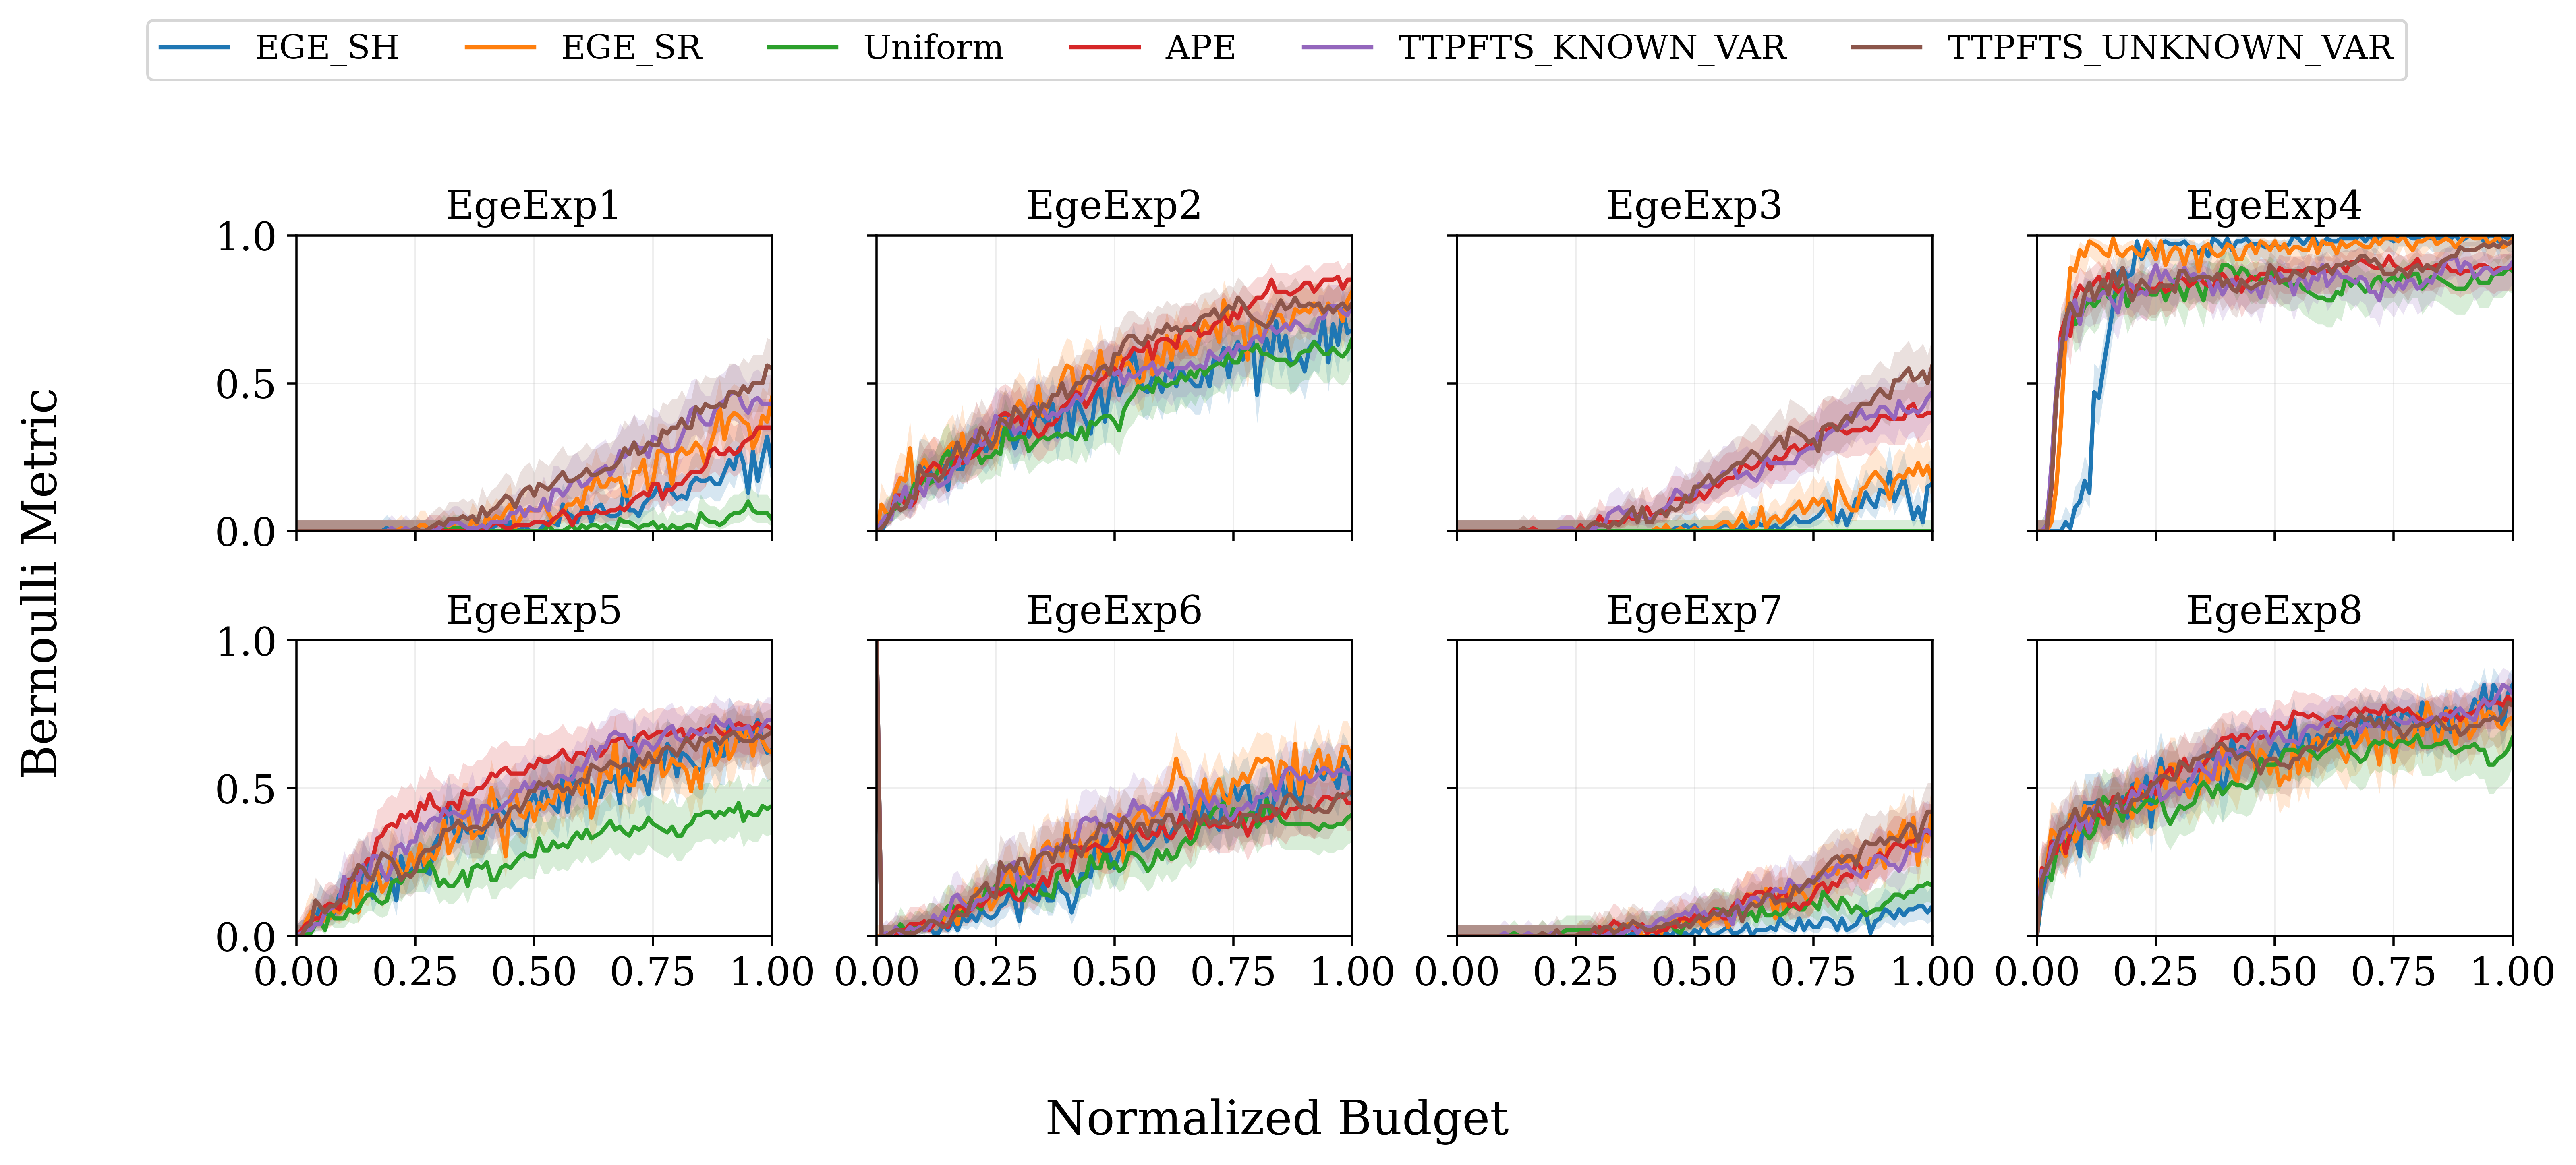 EGE_SH EGE_SR Uniform APE TTPFTS_KNOWN_VAR TTPFTS_UNKNOWN_VAR
EgeExp1 EgeExp2 EgeExp3 EgeExp4
1.0
0.5
0.0
EgeExp5 EgeExp6 EgeExp7 EgeExp8
1.0
0.5
0.0
0.00 0.25 0.50 0.75 1.00 0.00 0.25 0.50 0.75 1.00 0.00 0.25 0.50 0.75 1.00 0.00 0.25 0.50 0.75 1.00
Bernoulli Metric
Normalized Budget